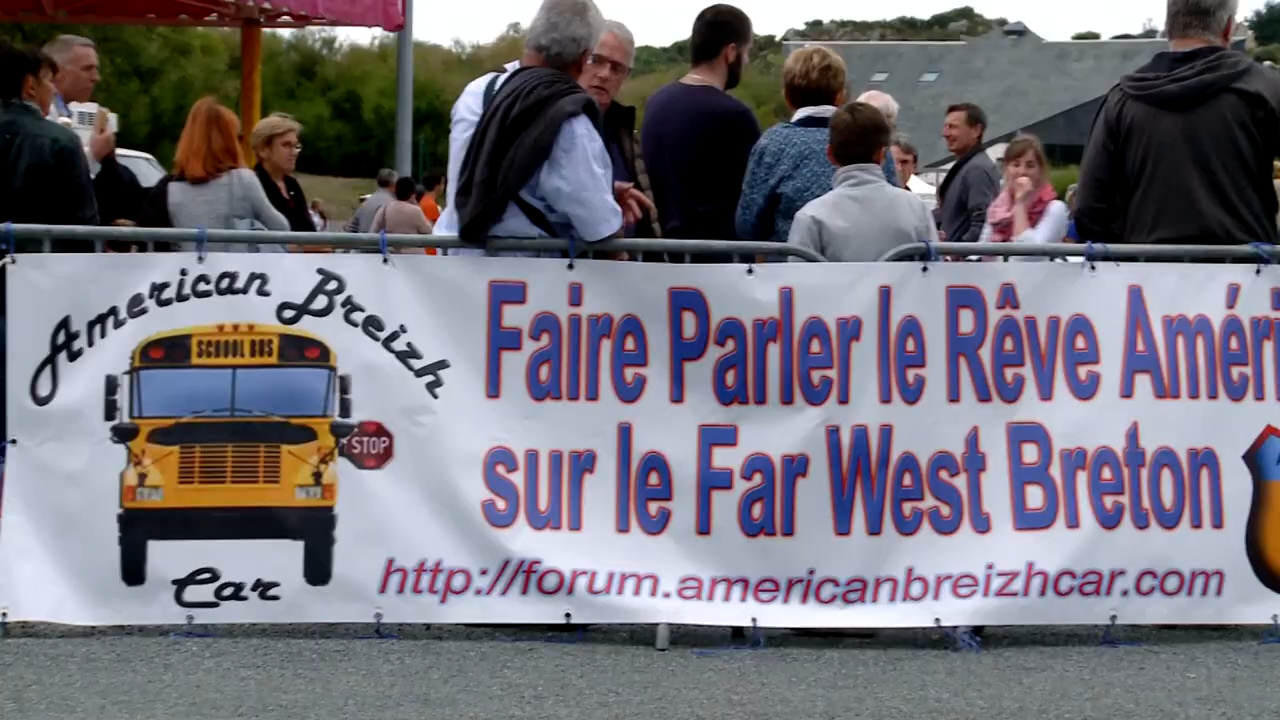 American Breizh
SCHOOL BUS
STOP
Car
Faire Parler le Rêve Améri
sur le Far West Breton
http://forum.americanbreizhcar.com